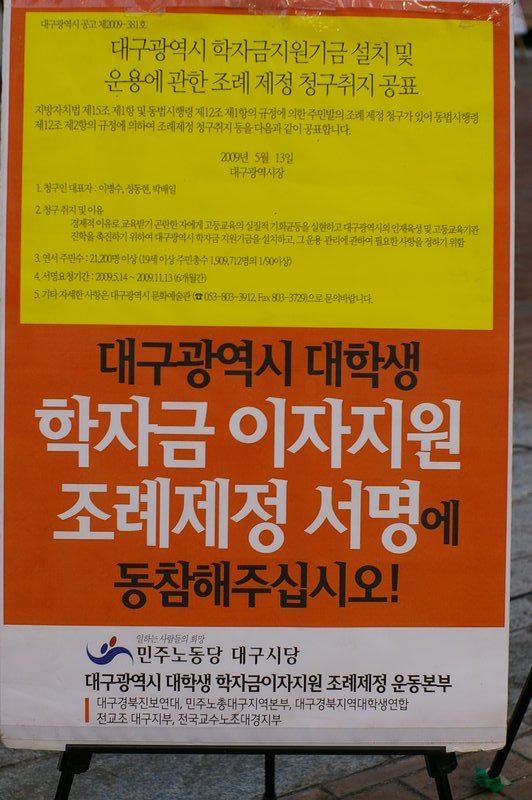 대구광역시 공고 제2009-381호
대구광역시 학자금지원기금 설치 및
운용에 관한 조례 제정 청구취지 공표
지방자치법 제15조 제1항 및 동법시행령 제12조 제1항의 규정에 의한 주민발의 조례 제정 청구가 있어 동법시행령
제12조 제2항의 규정에 의하여 조례제정 청구취지 등을 다음과 같이 공표합니다.
2009년 5월 13일
대구광역시장
1. 청구인 대표자 : 이병수, 성동현, 박배일
2. 청구 취지 및 이유
경제적 이유로 교육받기 곤란한 자에게 고등교육의 실질적 기회균등을 실현하고 대구광역시의 인재육성 및 고등교육기관
진학을 촉진하기 위하여 대구광역시 학자금 지원기금을 설치하고, 그 운용 관리에 관하여 필요한 사항을 정하기 위함
3. 연서 주민수 : 21,200명 이상 (19세 이상 주민총수 1,909,712명의 1/90이상)
4. 서명요청기간 : 2009.5.14 ~ 2009.11.13 (6개월간)
5. 기타 자세한 사항은 대구광역시 문화예술관 (☎ 053-803-3912, Fax 803-3729)으로 문의바랍니다.
대구광역시 대학생
학자금 이자지원
조례제정 서명에
동참해주십시오!
일하는 사람들의 희망
민주노동당 대구시당
대구광역시 대학생 학자금이자지원 조례제정 운동본부
대구경북진보연대, 민주노총대구지역본부, 대구경북지역대학생연합
전교조 대구지부, 전국교수노조대경지부